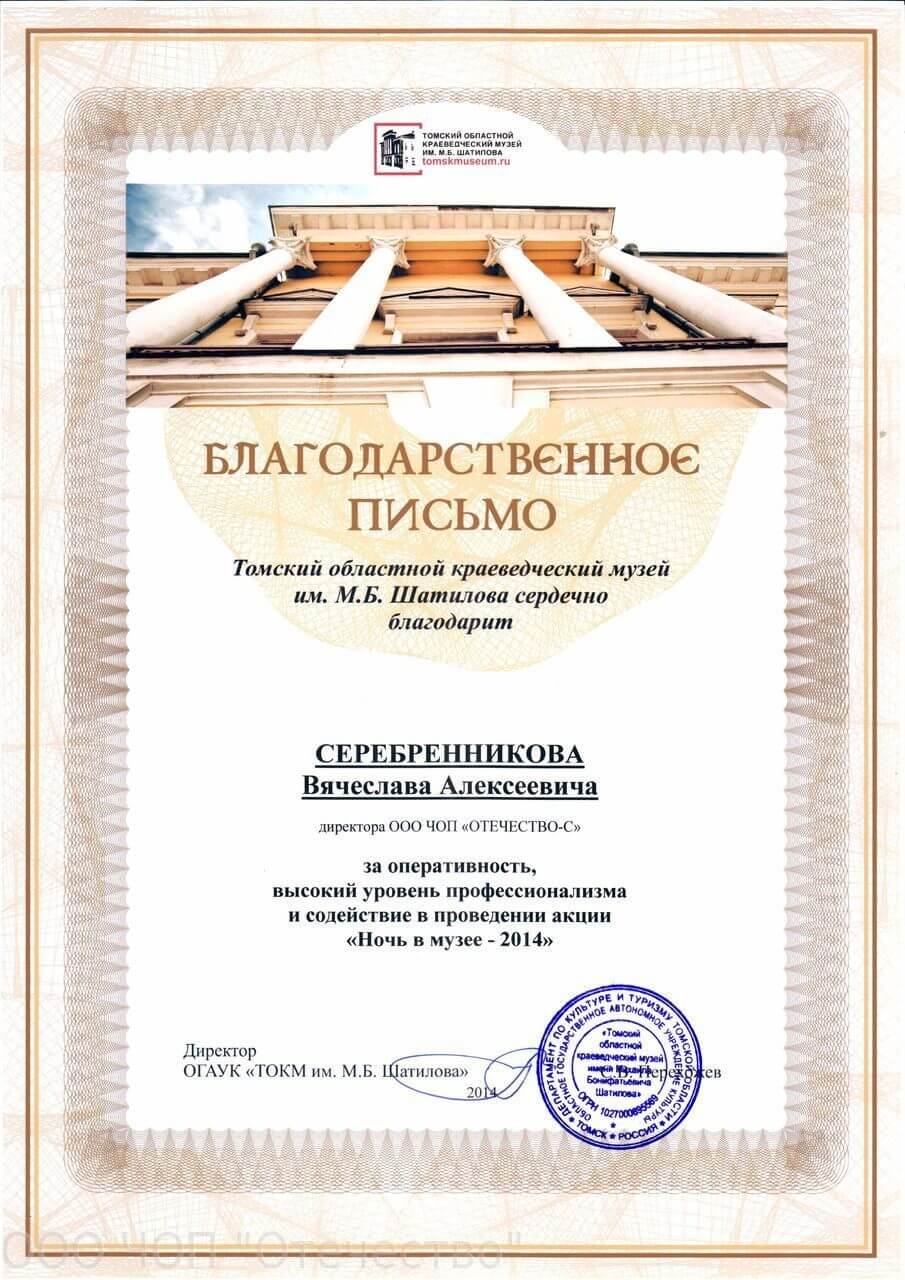 ТОМСКИЙ ОБЛАСТНОЙ
КРАЕВЕДЧЕСКИЙ МУЗЕЙ
ИМ. М.Б. ШАТИЛОВА
tomskmuseum.ru
БЛАГОДАРСТВЕННОЕ
ПИСЬМО
Томский областной краеведческий музей
им. М.Б. Шатилова сердечно
благодарит
СЕРЕБРЕННИКОВА
Вячеслава Алексеевича
директора ООО ЧОП «ОТЕЧЕСТВО-С»
за оперативность,
высокий уровень профессионализма
и содействие в проведении акции
«Ночь в музее - 2014»
Директор
ОГАУК «ТОКМ им. М.Б. Шатилова»
С.В. Перехожев
2014
ДЕПАРТАМЕНТ ПО КУЛЬТУРЕ И ТУРИЗМУ ТОМСКОЙ ОБЛАСТИ
ТОМСК * РОССИЯ
ОБЛАСТНОЕ ГОСУДАРСТВЕННОЕ АВТОНОМНОЕ УЧРЕЖДЕНИЕ КУЛЬТУРЫ
ОГРН 1027000895589
«Томский
областной
краеведческий музей
имени Михаила
Бонифатьевича
Шатилова»
ООО ЧОП "Отечество"